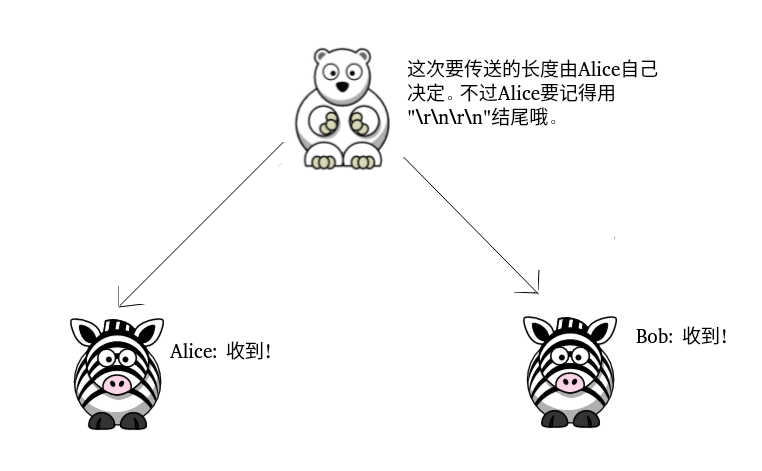 这次要传送的长度由Alice自己
决定。不过Alice要记得用
"\r\n\r\n"结尾哦。
Alice: 收到!
Bob: 收到!